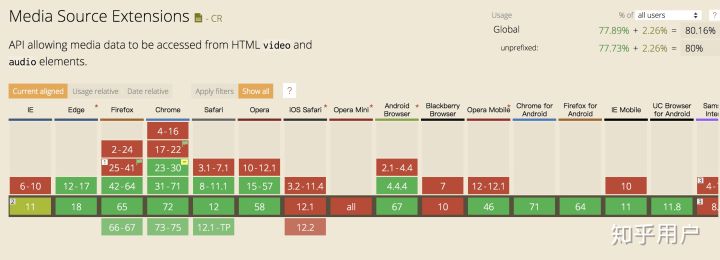 Media Source Extensions - CR
Usage % of all users
Global 77.89% + 2.26% = 80.16%
unprefixed: 77.73% + 2.26% = 80%
API allowing media data to be accessed from HTML video and
audio elements.
Current aligned Usage relative Date relative Apply filters Show all ?
IE Edge * Firefox Chrome Safari Opera iOS Safari * Opera Mini * Android Browser * Blackberry Browser Opera Mobile * Chrome for Android Firefox for Android IE Mobile UC Browser for Android
4-16
2-24 17-22
1 25-41 23-30 3.1-7.1 10-12.1 2.1-4.4
6-10 12-17 42-64 31-71 8-11.1 15-57 3.2-11.4 4.4.4 7 12-12.1 10 3 4-
2 11 18 65 72 12 58 12.1 all 67 10 46 71 64 11 11.8 3 8.
66-67 73-75 12.1-TP 12.2
知乎用户